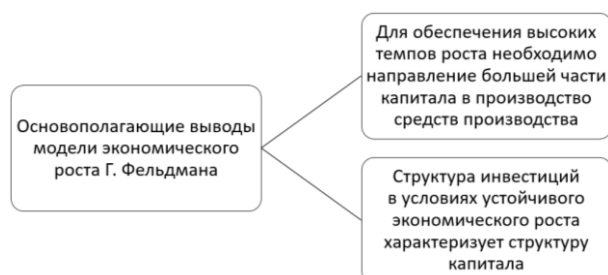 Основополагающие выводы
модели экономического
роста Г. Фельдмана
Для обеспечения высоких
темпов роста необходимо
направление большей части
капитала в производство
средств производства
Структура инвестиций
в условиях устойчивого
экономического роста
характеризует структуру
капитала